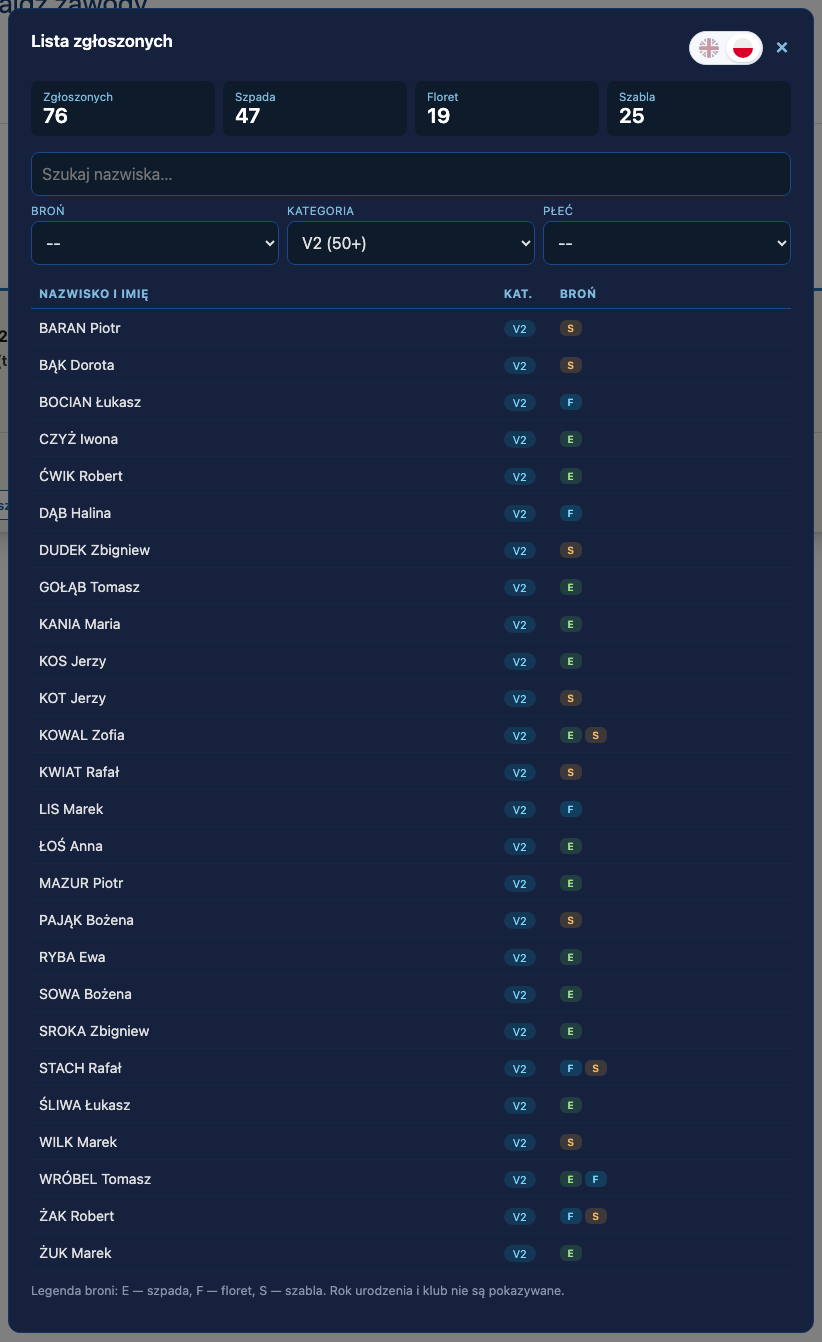 Lista zgłoszonych
×
Zgłoszonych Szpada Floret Szabla
76 47 19 25
Szukaj nazwiska...
BROŃ KATEGORIA PŁEĆ
-- V2 (50+) --
NAZWISKO I IMIĘ KAT. BROŃ
BARAN Piotr V2 S
BĄK Dorota V2 S
BOCIAN Łukasz V2 F
CZYŻ Iwona V2 E
ĆWIK Robert V2 E
DĄB Halina V2 F
DUDEK Zbigniew V2 S
GOŁĄB Tomasz V2 E
KANIA Maria V2 E
KOS Jerzy V2 E
KOT Jerzy V2 S
KOWAL Zofia V2 E S
KWIAT Rafał V2 S
LIS Marek V2 F
ŁOŚ Anna V2 E
MAZUR Piotr V2 E
PAJĄK Bożena V2 S
RYBA Ewa V2 E
SOWA Bożena V2 E
SROKA Zbigniew V2 E
STACH Rafał V2 F S
ŚLIWA Łukasz V2 E
WILK Marek V2 S
WRÓBEL Tomasz V2 E F
ŻAK Robert V2 F S
ŻUK Marek V2 E
Legenda broni: E — szpada, F — floret, S — szabla. Rok urodzenia i klub nie są pokazywane.